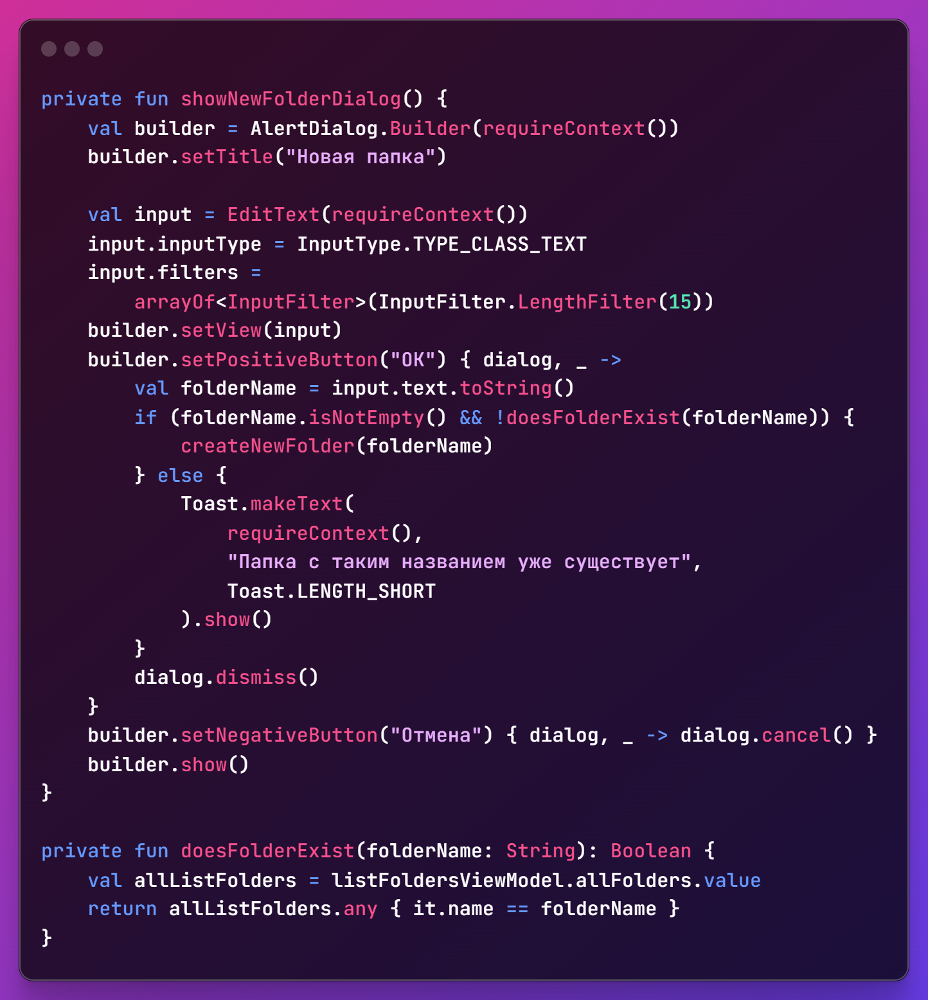 private fun showNewFolderDialog() {
    val builder = AlertDialog.Builder(requireContext())
    builder.setTitle("Новая папка")

    val input = EditText(requireContext())
    input.inputType = InputType.TYPE_CLASS_TEXT
    input.filters =
        arrayOf<InputFilter>(InputFilter.LengthFilter(15))
    builder.setView(input)
    builder.setPositiveButton("ОК") { dialog, _ ->
        val folderName = input.text.toString()
        if (folderName.isNotEmpty() && !doesFolderExist(folderName)) {
            createNewFolder(folderName)
        } else {
            Toast.makeText(
                requireContext(),
                "Папка с таким названием уже существует",
                Toast.LENGTH_SHORT
            ).show()
        }
        dialog.dismiss()
    }
    builder.setNegativeButton("Отмена") { dialog, _ -> dialog.cancel() }
    builder.show()
}

private fun doesFolderExist(folderName: String): Boolean {
    val allListFolders = listFoldersViewModel.allFolders.value
    return allListFolders.any { it.name == folderName }
}